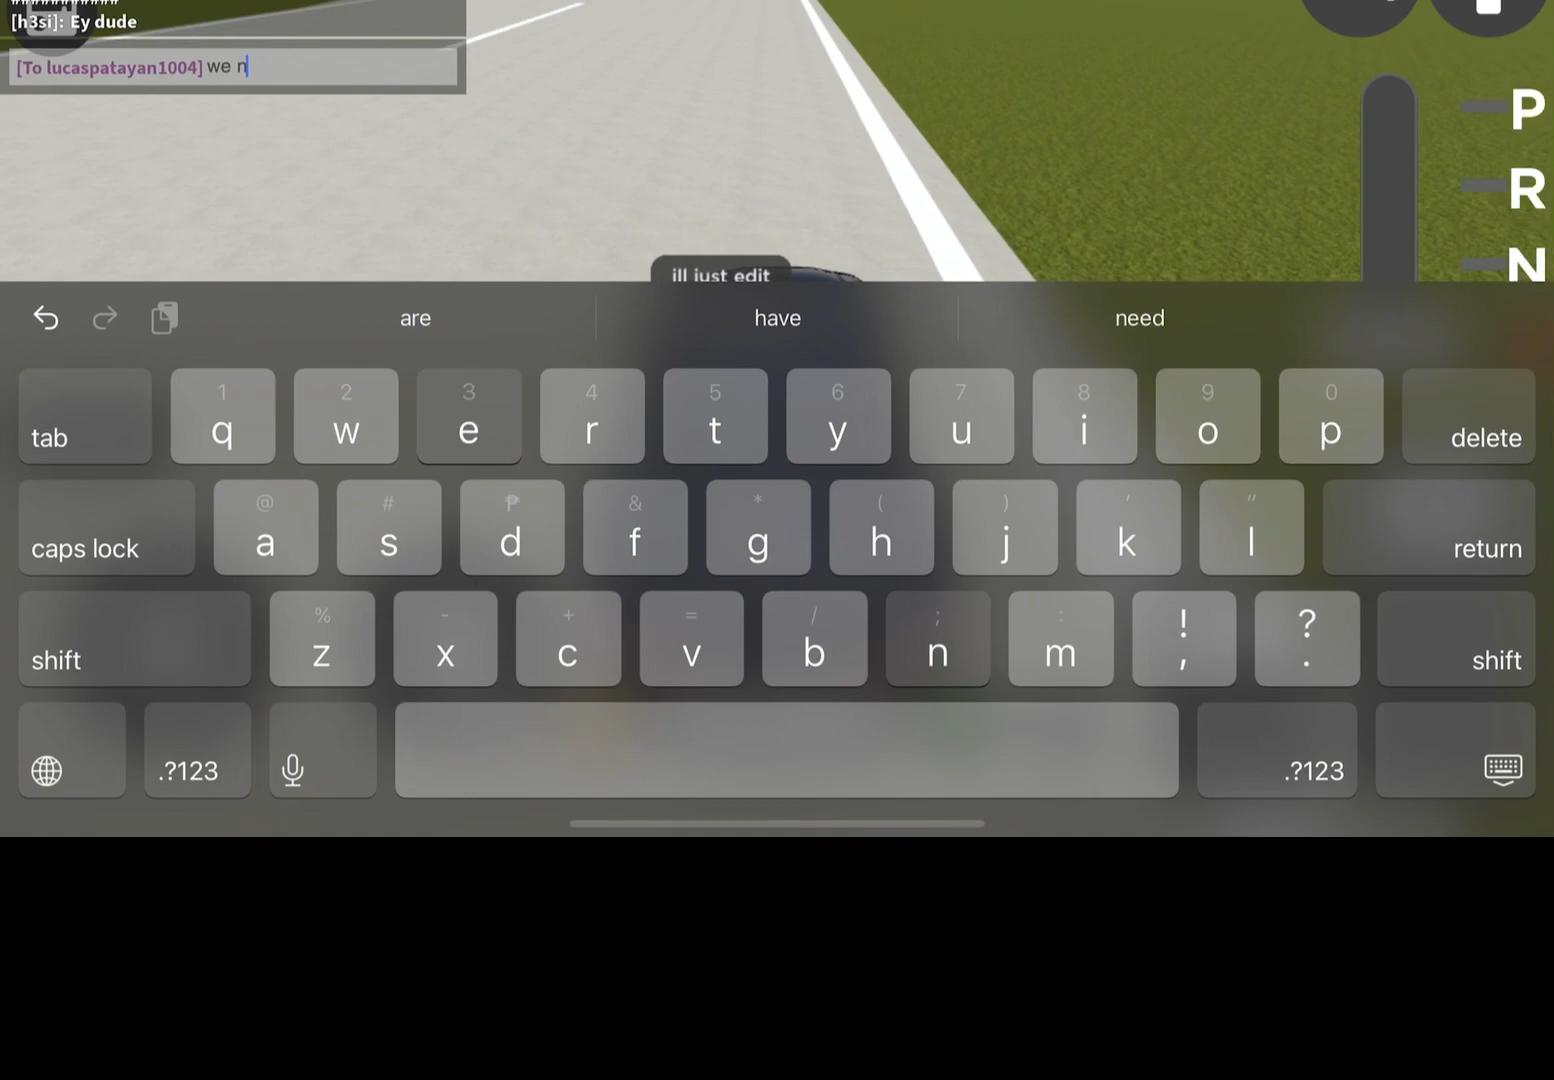 [h3si]: Ey dude
[To lucaspatayan1004] we n
P
R
N
ill just edit
are have need
1 2 3 4 5 6 7 8 9 0
tab q w e r t y u i o p delete
@ # ₱ & * ( ) ' "
caps lock a s d f g h j k l return
% - + = / ; : ! ?
shift z x c v b n m , . shift
.?123 .?123